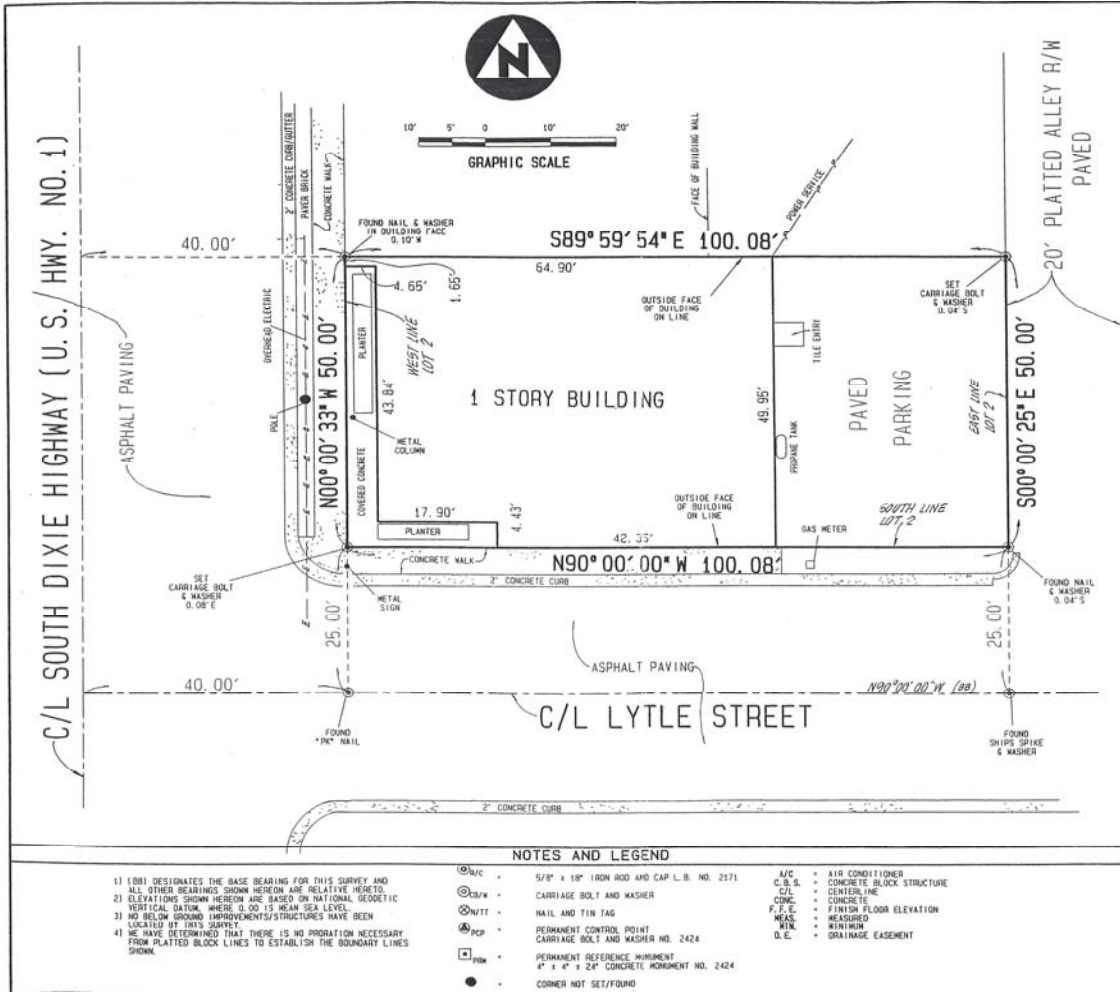 N
10' 5' 0 10' 20'
GRAPHIC SCALE
C/L SOUTH DIXIE HIGHWAY (U. S. HWY. NO. 1)
ASPHALT PAVING
2' CONCRETE CURB/GUTTER
PAVER BRICK
CONCRETE WALK
OVERHEAD ELECTRIC
POLE
40.00'
FOUND NAIL & WASHER
IN BUILDING FACE
0.10'W
FACE OF BUILDING WALL
POWER SERVICE
20' PLATTED ALLEY R/W
PAVED
S89° 59' 54" E 100. 08'
64. 90'
4. 65'
1. 65'
OUTSIDE FACE
OF BUILDING
ON LINE
SET
CARRIAGE BOLT
& WASHER
0. 04'S
N00° 00' 33" W 50. 00'
PLANTER
WEST LINE
LOT 2
43. 84'
METAL
COLUMN
COVERED CONCRETE
1 STORY BUILDING
49. 95'
TILE ENTRY
PROPANE TANK
PAVED
PARKING
EAST LINE
LOT 2
S00° 00' 25" E 50. 00'
17. 90'
PLANTER
4. 43'
OUTSIDE FACE
OF BUILDING
ON LINE
42. 35'
SOUTH LINE
LOT, 2
GAS METER
CONCRETE WALK
N90° 00' 00" W 100. 08'
2' CONCRETE CURB
SET
CARRIAGE BOLT
& WASHER
0. 08'E
METAL
SIGN
E
FOUND NAIL
& WASHER
0. 04'S
25. 00'
25. 00'
ASPHALT PAVING
40. 00'
N90°00'00"W (BB)
C/L LYTLE STREET
FOUND
"PK" NAIL
FOUND
SHIPS SPIKE
& WASHER
2' CONCRETE CURB
NOTES AND LEGEND
1) (BB) DESIGNATES THE BASE BEARING FOR THIS SURVEY AND
ALL OTHER BEARINGS SHOWN HEREON ARE RELATIVE HERETO.
2) ELEVATIONS SHOWN HEREON ARE BASED ON NATIONAL GEODETIC
VERTICAL DATUM, WHERE 0.00 IS MEAN SEA LEVEL.
3) NO BELOW GROUND IMPROVEMENTS/STRUCTURES HAVE BEEN
LOCATED BY THIS SURVEY.
4) WE HAVE DETERMINED THAT THERE IS NO PRORATION NECESSARY
FROM PLATTED BLOCK LINES TO ESTABLISH THE BOUNDARY LINES
SHOWN.
R/C - 5/8" x 18" IRON ROD AND CAP L. B. NO. 2171
CB/W - CARRIAGE BOLT AND WASHER
N/TT - NAIL AND TIN TAG
PCP - PERMANENT CONTROL POINT
CARRIAGE BOLT AND WASHER NO. 2424
PRM - PERMANENT REFERENCE MONUMENT
4" x 4" x 24" CONCRETE MONUMENT NO. 2424
- CORNER NOT SET/FOUND
A/C - AIR CONDITIONER
C. B. S. - CONCRETE BLOCK STRUCTURE
C/L - CENTERLINE
CONC. - CONCRETE
F. F. E. - FINISH FLOOR ELEVATION
MEAS. - MEASURED
MIN. - MINIMUM
D. E. - DRAINAGE EASEMENT